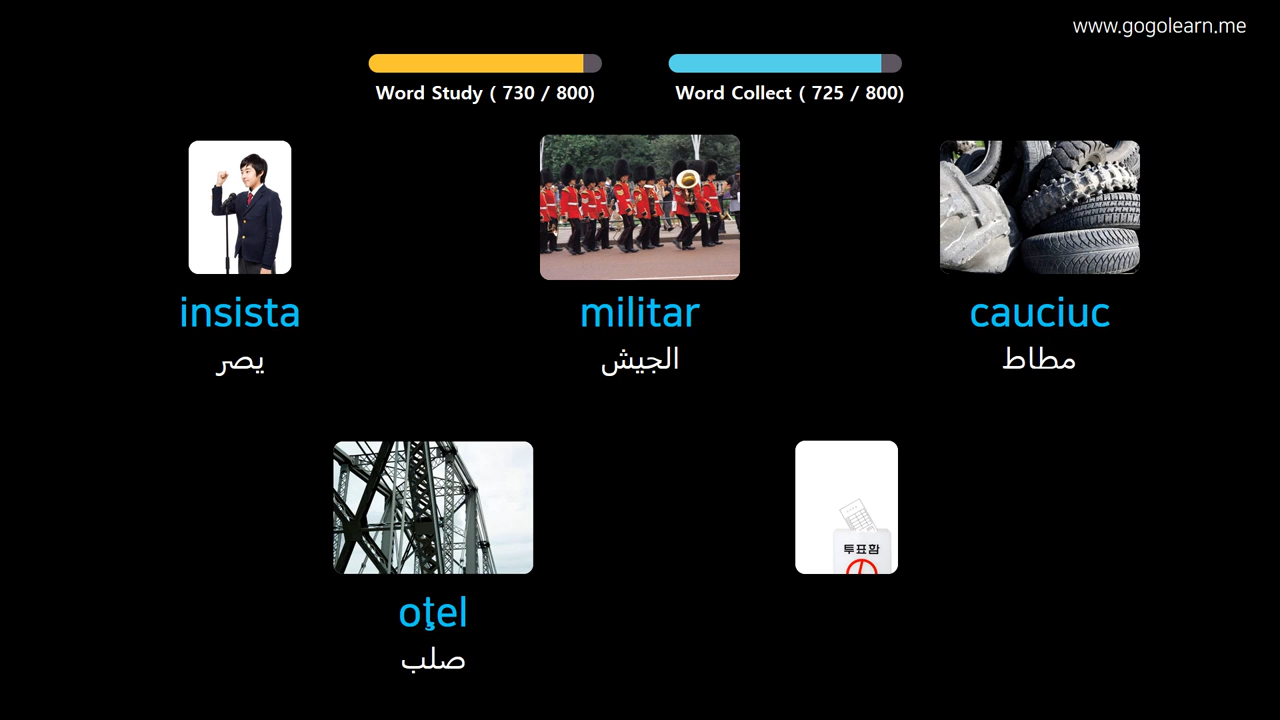 www.gogolearn.me
Word Study ( 730 / 800)
Word Collect ( 725 / 800)
insista
militar
cauciuc
يصر
الجيش
مطاط
oţel
صلب
투표함